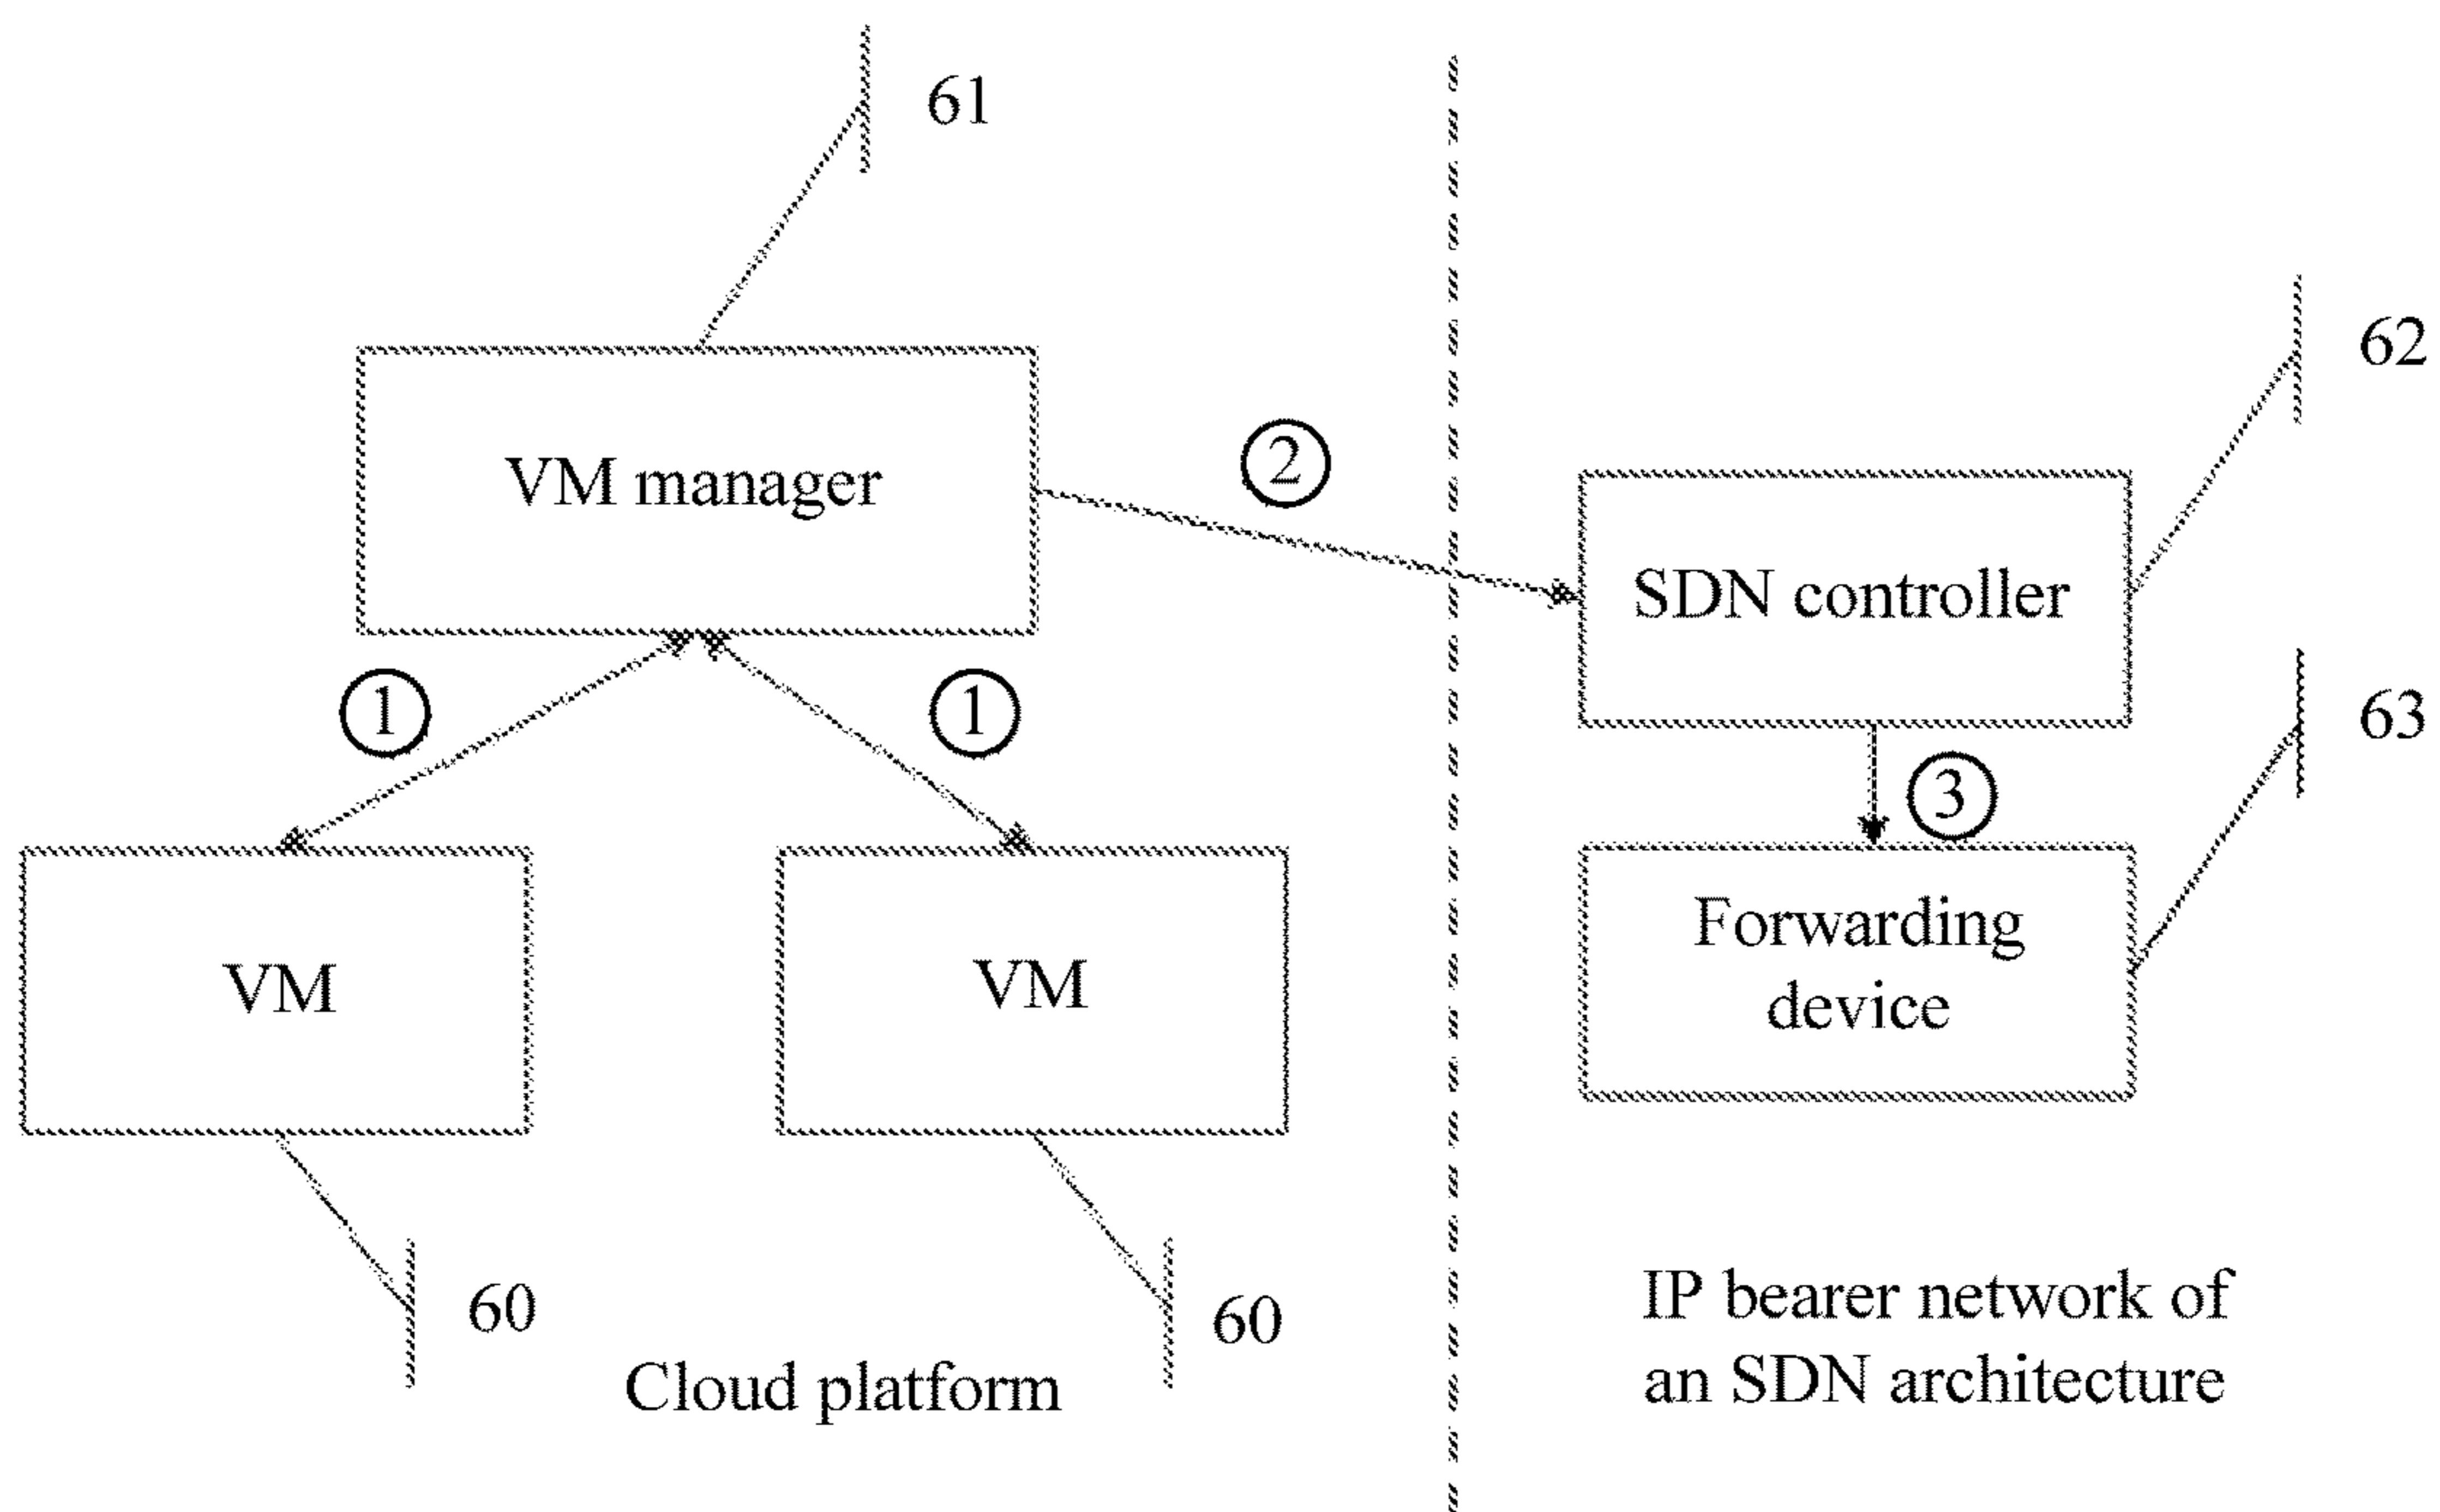 61
62
VM manager
②
SDN controller
63
①
①
③
VM
VM
Forwarding
device
60
60
Cloud platform
IP bearer network of
an SDN architecture